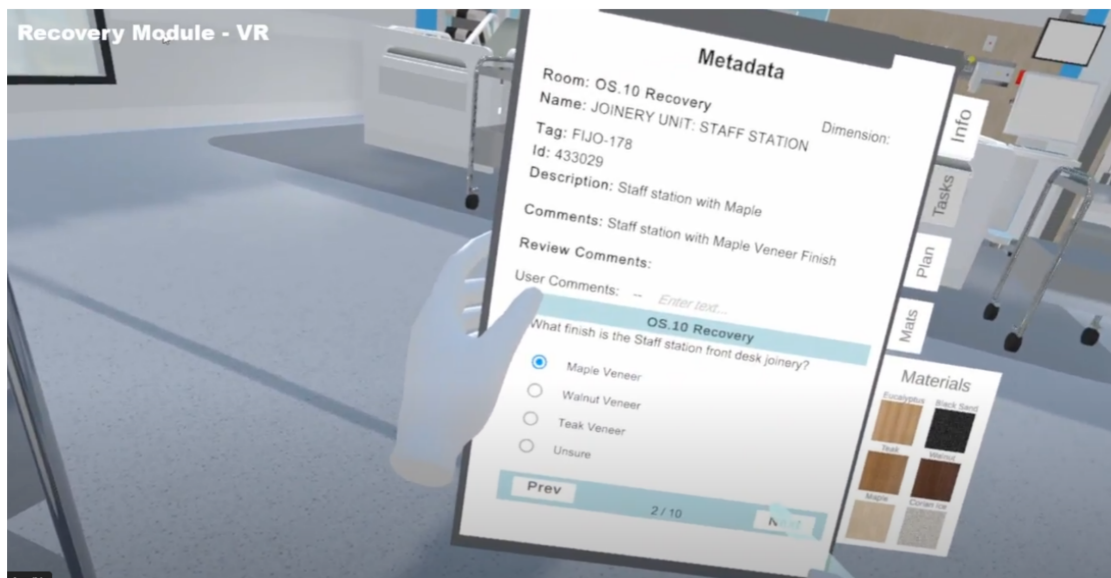 Recovery Module - VR
Metadata
Room: OS.10 Recovery
Name: JOINERY UNIT: STAFF STATION
Dimension:
Tag: FIJO-178
Id: 433029
Description: Staff station with Maple
Comments: Staff station with Maple Veneer Finish
Review Comments:
User Comments: -- Enter text...
OS.10 Recovery
What finish is the Staff station front desk joinery?
Maple Veneer
Walnut Veneer
Teak Veneer
Unsure
Prev
2 / 10
Next
Info
Tasks
Plan
Mats
Materials
Eucalyptus Black Sand
Teak Walnut
Maple Corian Ice